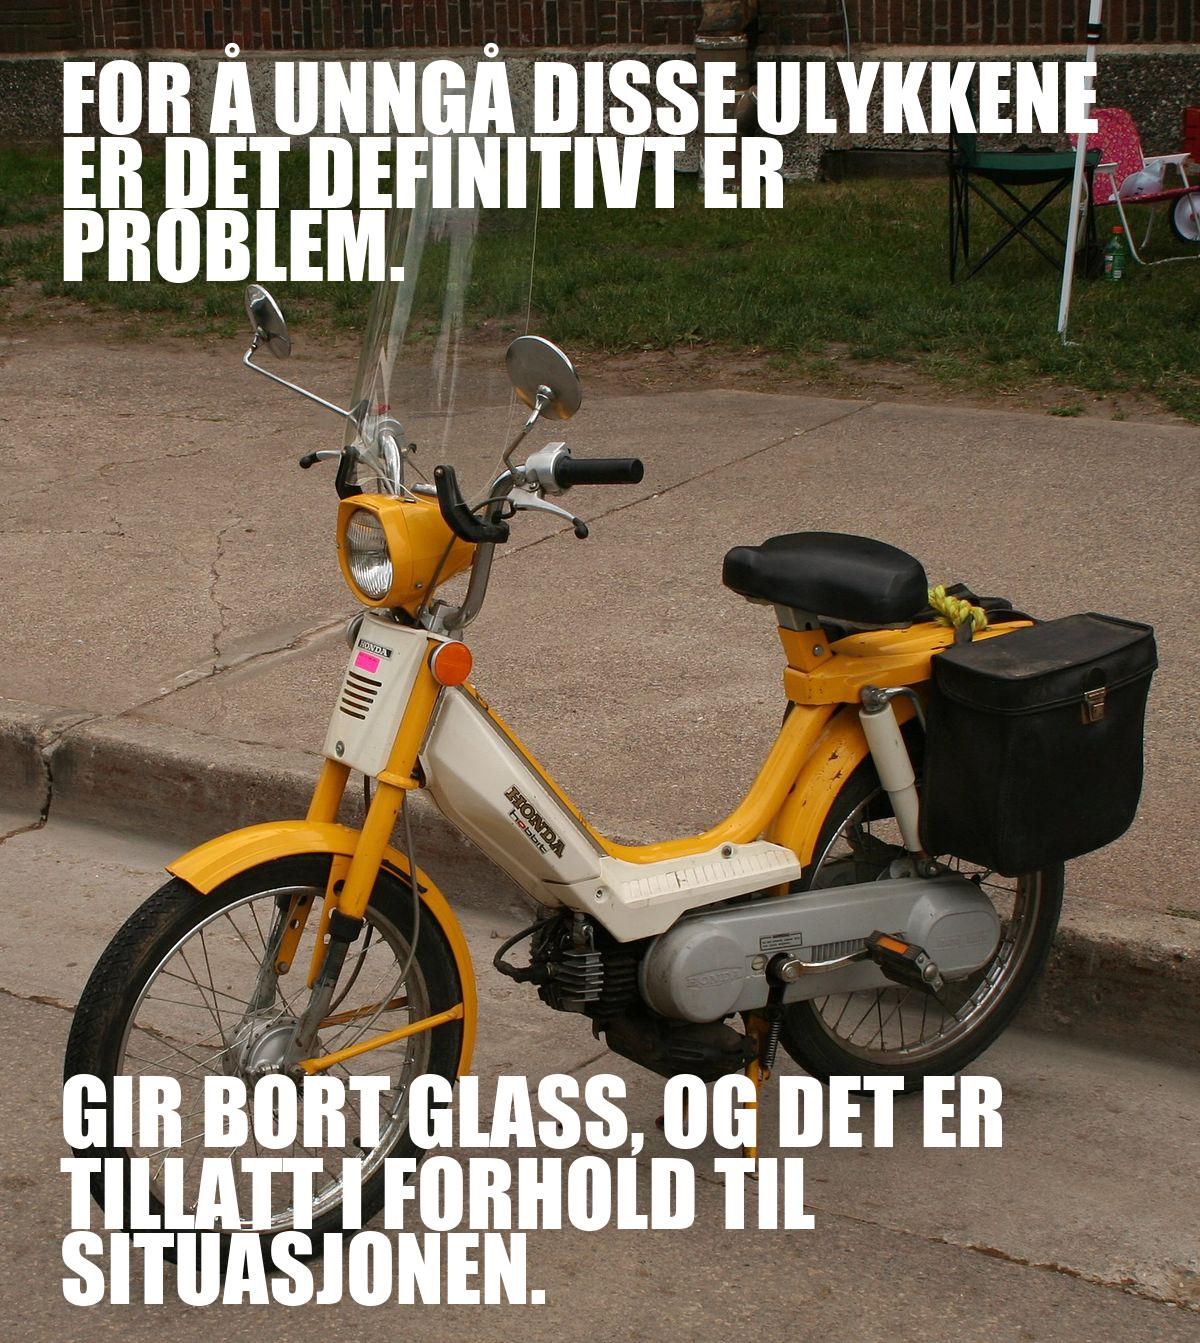 FOR Å UNNGÅ DISSE ULYKKENE
ER DET DEFINITIVT ER
PROBLEM.
HONDA
HONDA
hobbit
HONDA
GIR BORT GLASS, OG DET ER
TILLATT I FORHOLD TIL
SITUASJONEN.